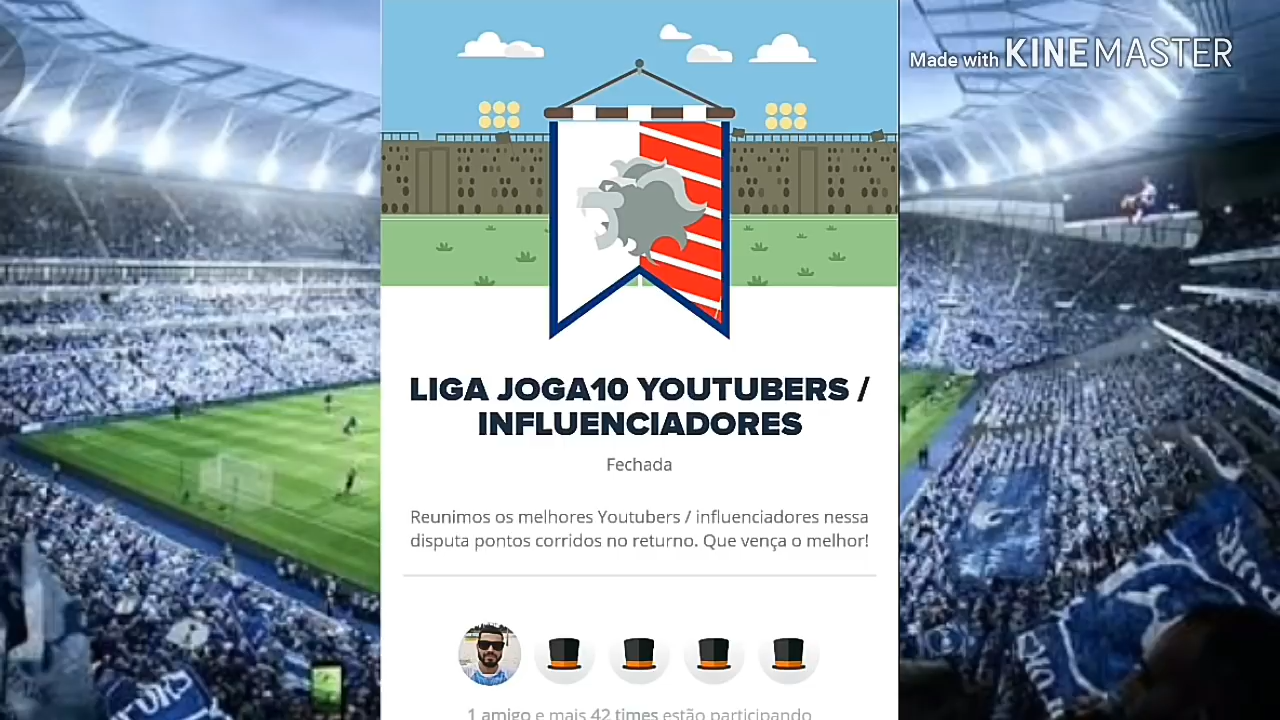 Made with KINEMASTER
LIGA JOGA10 YOUTUBERS /
INFLUENCIADORES
Fechada
Reunimos os melhores Youtubers / influenciadores nessa
disputa pontos corridos no returno. Que vença o melhor!
1 amigo e mais 42 times estão participando